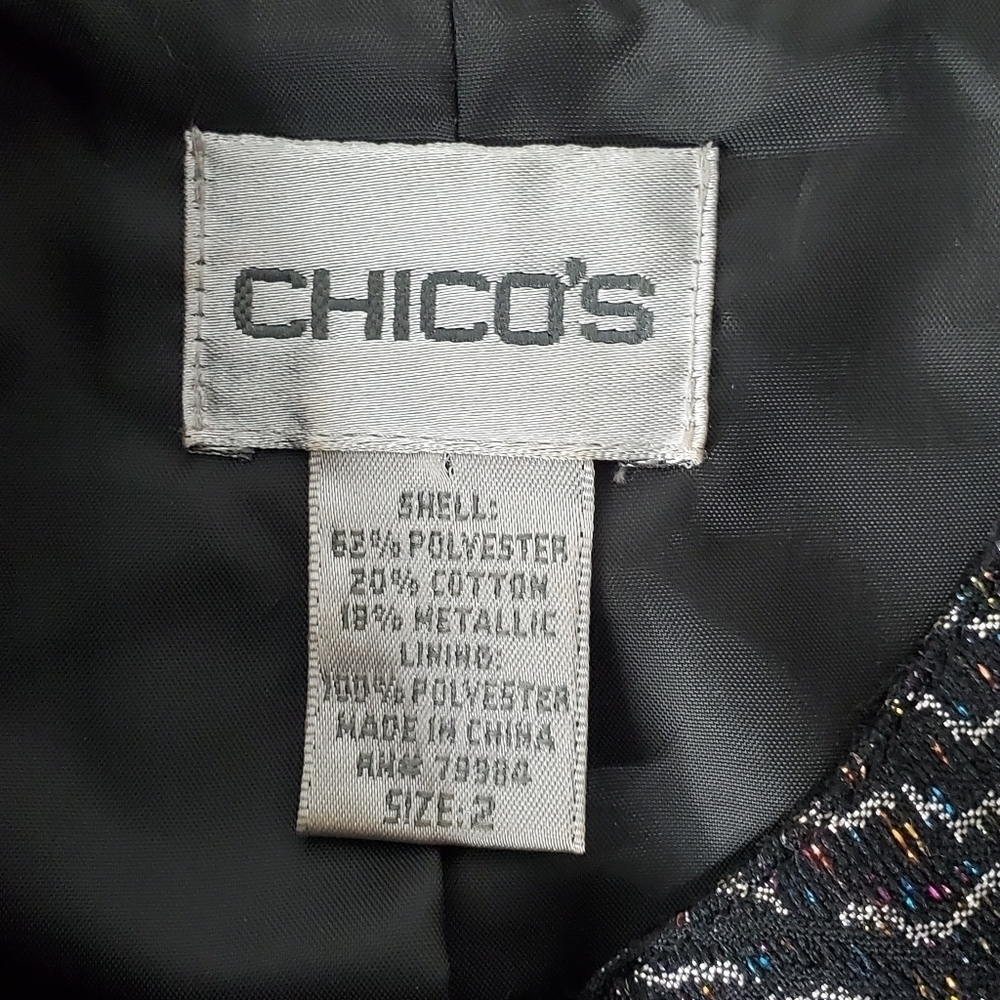 CHICO'S
SHELL:
62% POLYESTER
20% COTTON
18% METALLIC
LINING:
100% POLYESTER
MADE IN CHINA
RN# 79984
SIZE: 2